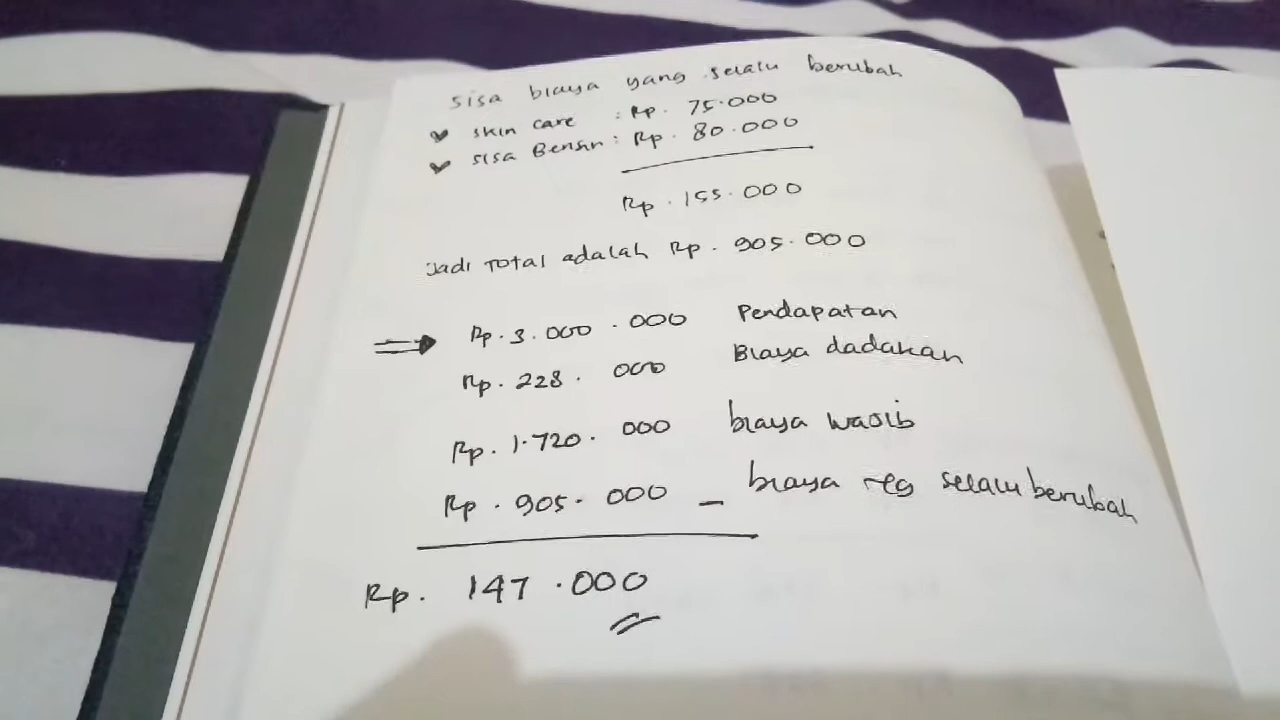 sisa biaya yang selalu berubah
skin care : Rp. 75.000
sisa Bensin : Rp. 80.000
Rp. 155.000
Jadi Total adalah Rp. 905.000
Rp. 3.000.000 Pendapatan
Rp. 228.000 Biaya dadakan
Rp. 1.720.000 biaya wajib
Rp. 905.000 _ biaya yg selalu berubah
Rp. 147.000